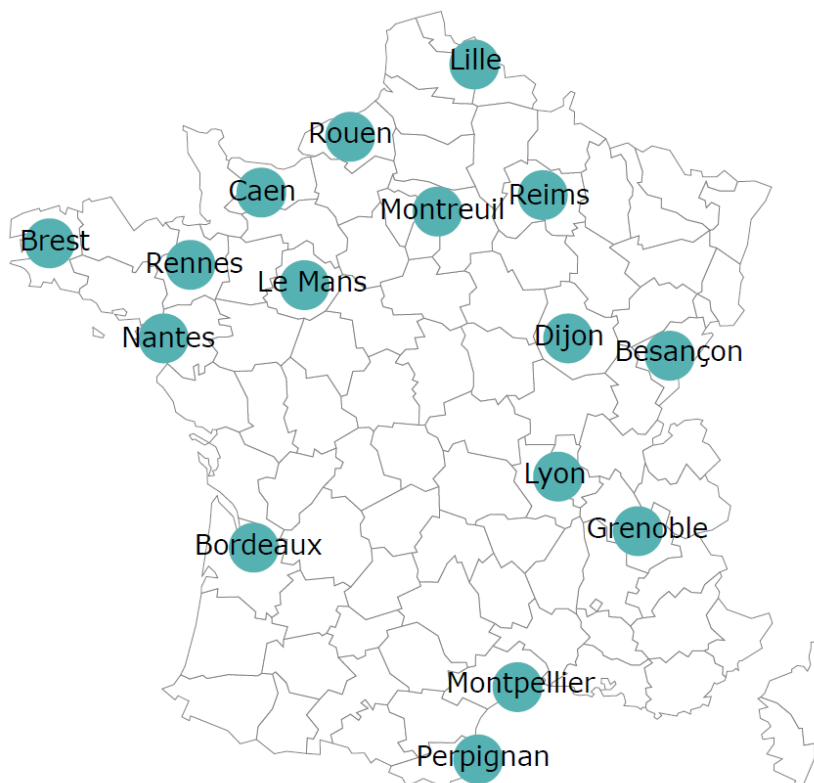 Lille
Rouen
Caen
Reims
Montreuil
Brest
Rennes
Le Mans
Nantes
Dijon
Besançon
Lyon
Grenoble
Bordeaux
Montpellier
Perpignan